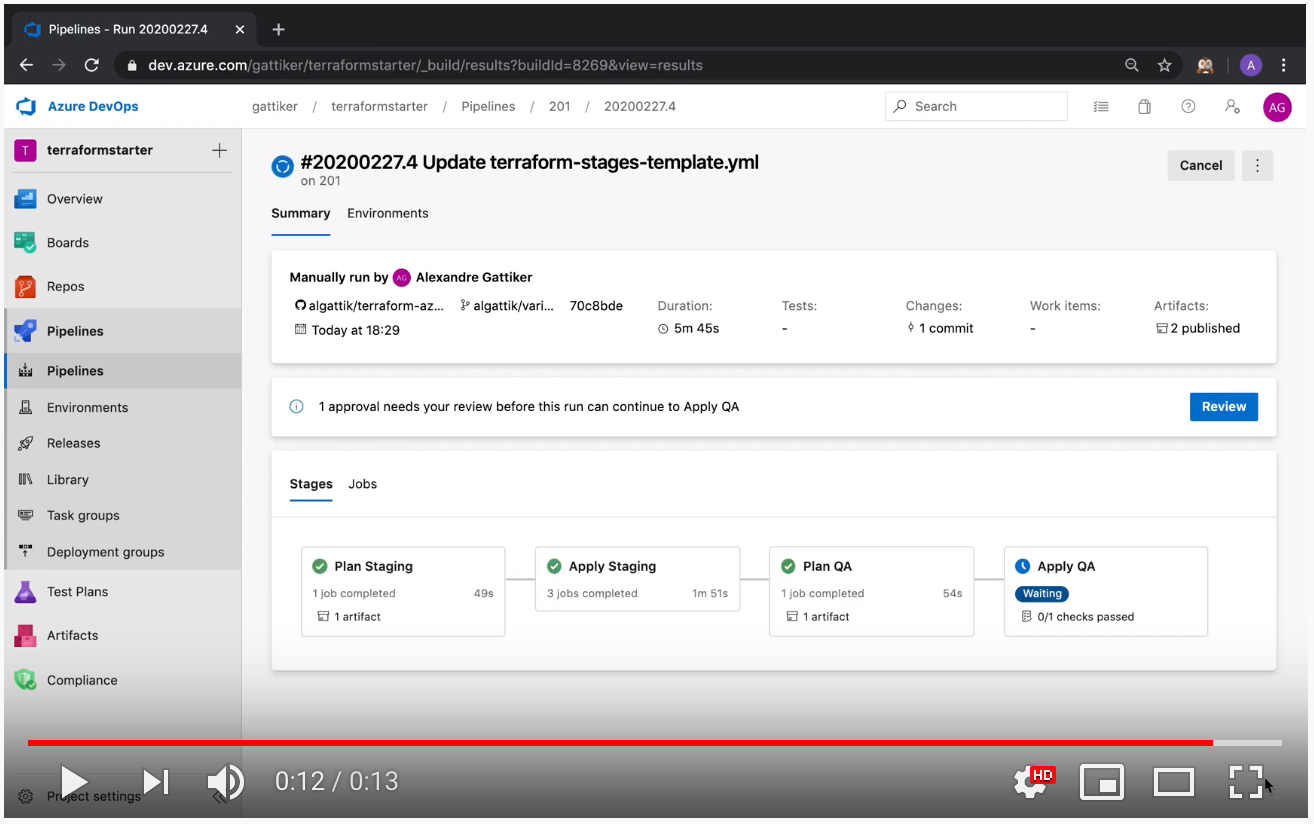 Pipelines - Run 20200227.4
dev.azure.com/gattiker/terraformstarter/_build/results?buildId=8269&view=results
A
Azure DevOps
gattiker / terraformstarter / Pipelines / 201 / 20200227.4
Search
AG
T terraformstarter
Overview
Boards
Repos
Pipelines
Pipelines
Environments
Releases
Library
Task groups
Deployment groups
Test Plans
Artifacts
Compliance
Project settings
#20200227.4 Update terraform-stages-template.yml
on 201
Cancel
Summary Environments
Manually run by AG Alexandre Gattiker
algattik/terraform-az... algattik/vari... 70c8bde
Today at 18:29
Duration:
5m 45s
Tests:
-
Changes:
1 commit
Work items:
-
Artifacts:
2 published
1 approval needs your review before this run can continue to Apply QA
Review
Stages Jobs
Plan Staging
1 job completed 49s
1 artifact
Apply Staging
3 jobs completed 1m 51s
Plan QA
1 job completed 54s
1 artifact
Apply QA
Waiting
0/1 checks passed
0:12 / 0:13
HD